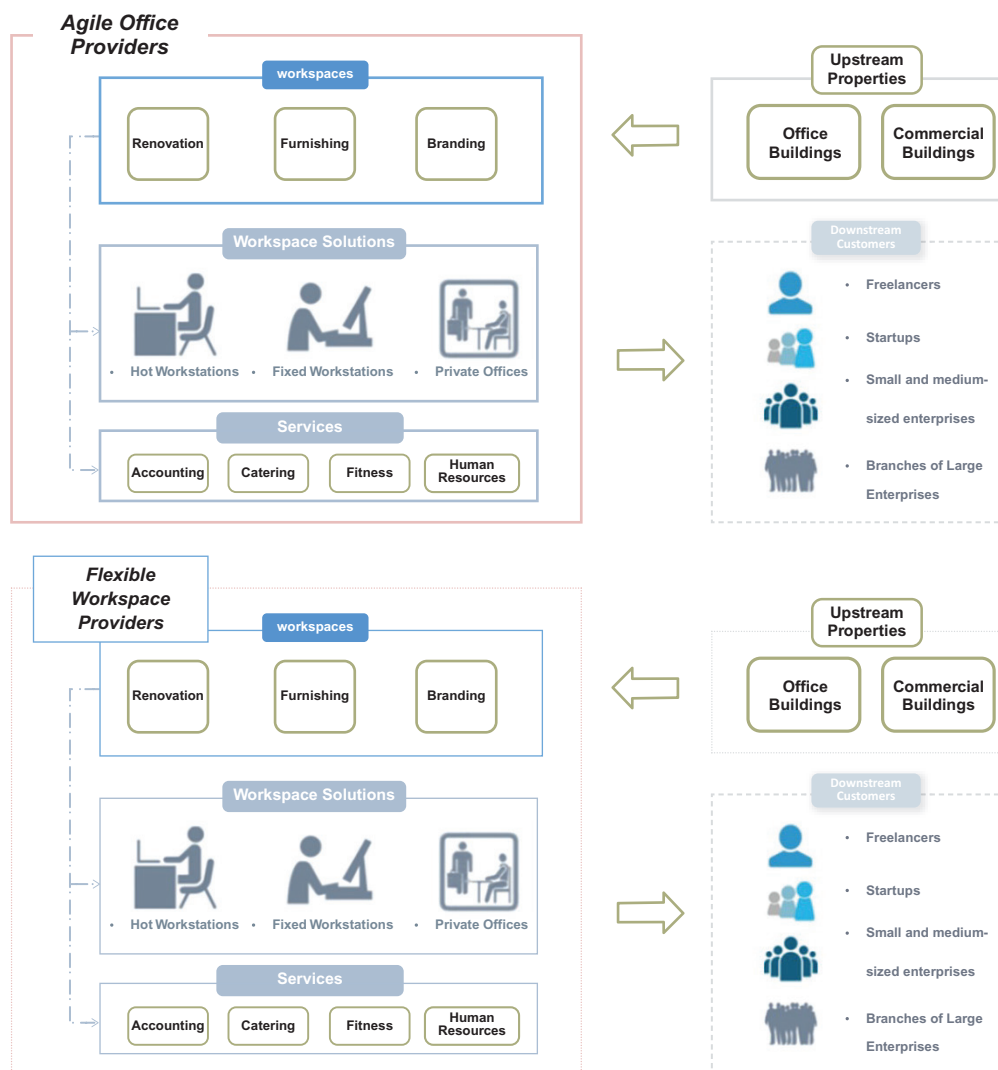 Agile Office
Providers
workspaces
Renovation
Furnishing
Branding
Workspace Solutions
• Hot Workstations
• Fixed Workstations
• Private Offices
Services
Accounting
Catering
Fitness
Human
Resources
Upstream
Properties
Office
Buildings
Commercial
Buildings
Downstream
Customers
• Freelancers
• Startups
• Small and medium-
sized enterprises
• Branches of Large
Enterprises
Flexible
Workspace
Providers
workspaces
Renovation
Furnishing
Branding
Workspace Solutions
• Hot Workstations
• Fixed Workstations
• Private Offices
Services
Accounting
Catering
Fitness
Human
Resources
Upstream
Properties
Office
Buildings
Commercial
Buildings
Downstream
Customers
• Freelancers
• Startups
• Small and medium-
sized enterprises
• Branches of Large
Enterprises